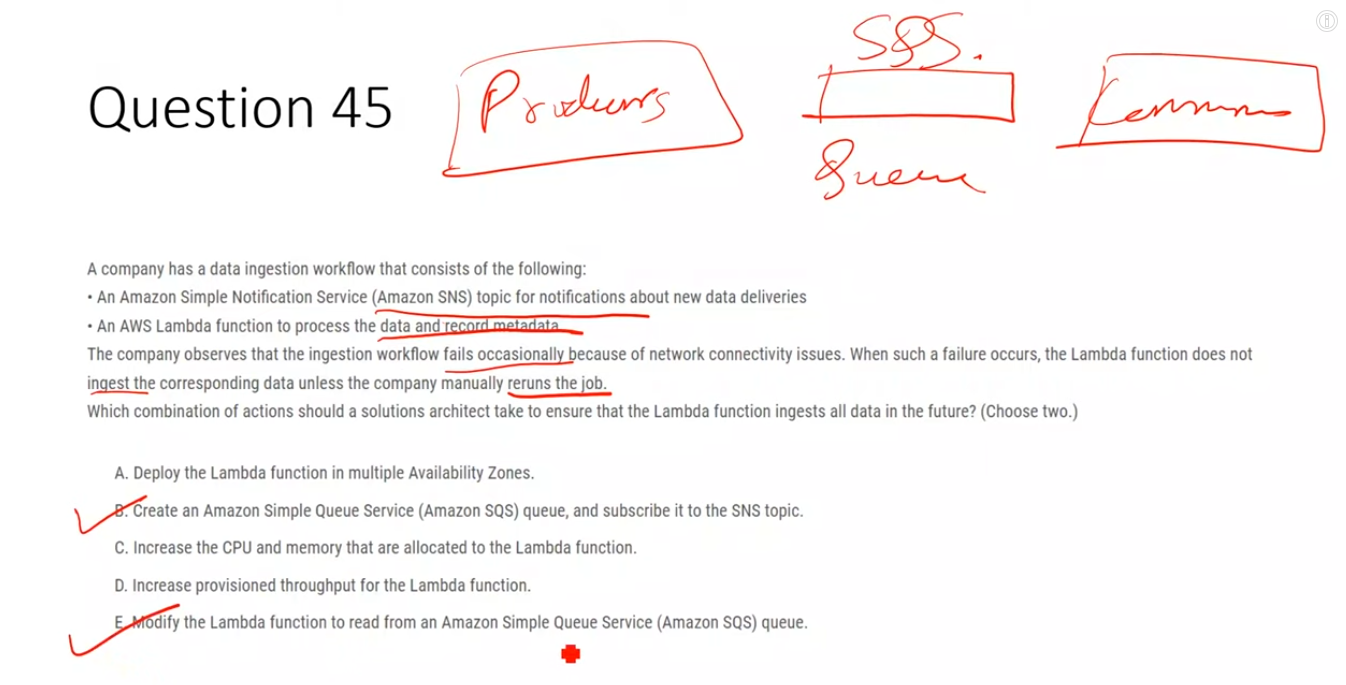 SQS.
Question 45
Producers
Consumers
Queue
A company has a data ingestion workflow that consists of the following:
• An Amazon Simple Notification Service (Amazon SNS) topic for notifications about new data deliveries
• An AWS Lambda function to process the data and record metadata
The company observes that the ingestion workflow fails occasionally because of network connectivity issues. When such a failure occurs, the Lambda function does not
ingest the corresponding data unless the company manually reruns the job.
Which combination of actions should a solutions architect take to ensure that the Lambda function ingests all data in the future? (Choose two.)
A. Deploy the Lambda function in multiple Availability Zones.
B. Create an Amazon Simple Queue Service (Amazon SQS) queue, and subscribe it to the SNS topic.
C. Increase the CPU and memory that are allocated to the Lambda function.
D. Increase provisioned throughput for the Lambda function.
E. Modify the Lambda function to read from an Amazon Simple Queue Service (Amazon SQS) queue.